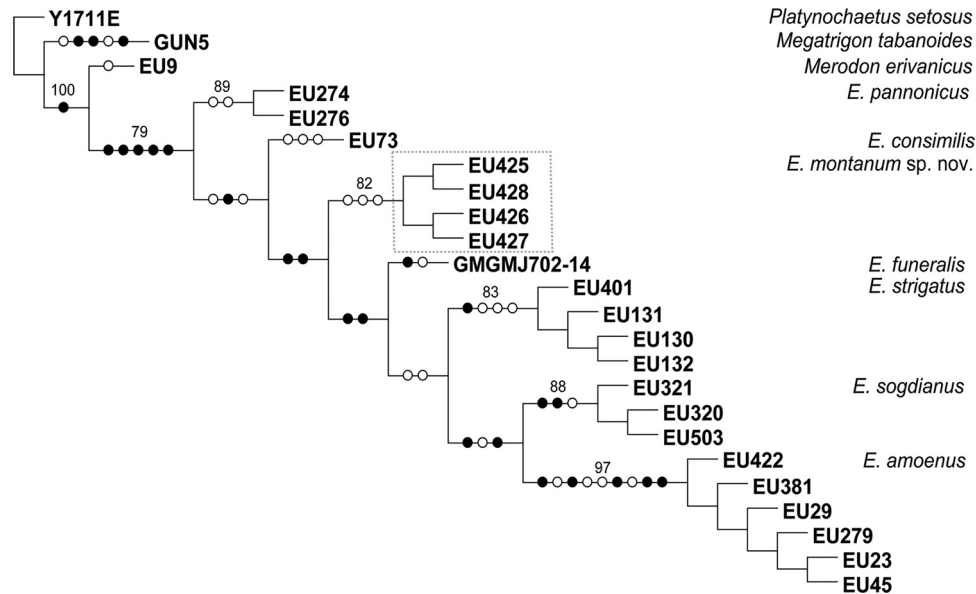 Y1711E Platynochaetus setosus
GUN5 Megatrigon tabanoides
EU9 Merodon erivanicus
100
89
EU274 E. pannonicus
EU276
79
EU73 E. consimilis
EU425 E. montanum sp. nov.
82
EU428
EU426
EU427
GMGMJ702-14 E. funeralis
EU401 E. strigatus
83
EU131
EU130
EU132
EU321 E. sogdianus
88
EU320
EU503
EU422 E. amoenus
97
EU381
EU29
EU279
EU23
EU45